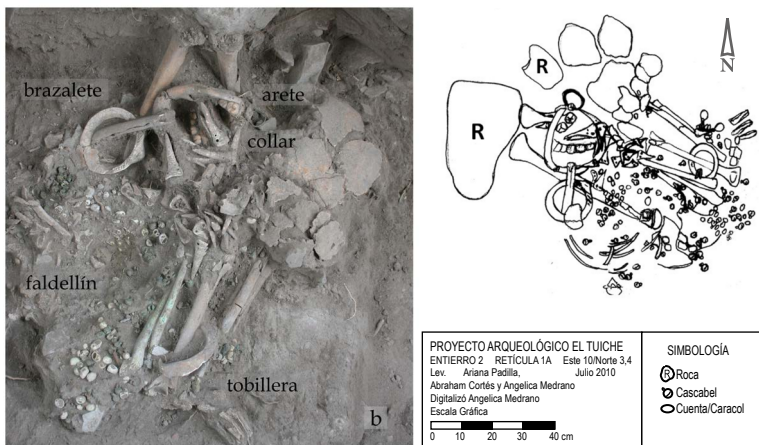 brazalete
arete
collar
faldellín
tobillera
b
R
R
N
PROYECTO ARQUEOLÓGICO EL TUICHE
ENTIERRO 2 RETÍCULA 1A Este 10/Norte 3,4
Lev. Ariana Padilla, Julio 2010
Abraham Cortés y Angelica Medrano
Digitalizó Angelica Medrano
Escala Gráfica
0 10 20 30 40 cm
SIMBOLOGÍA
R Roca
Cascabel
Cuenta/Caracol